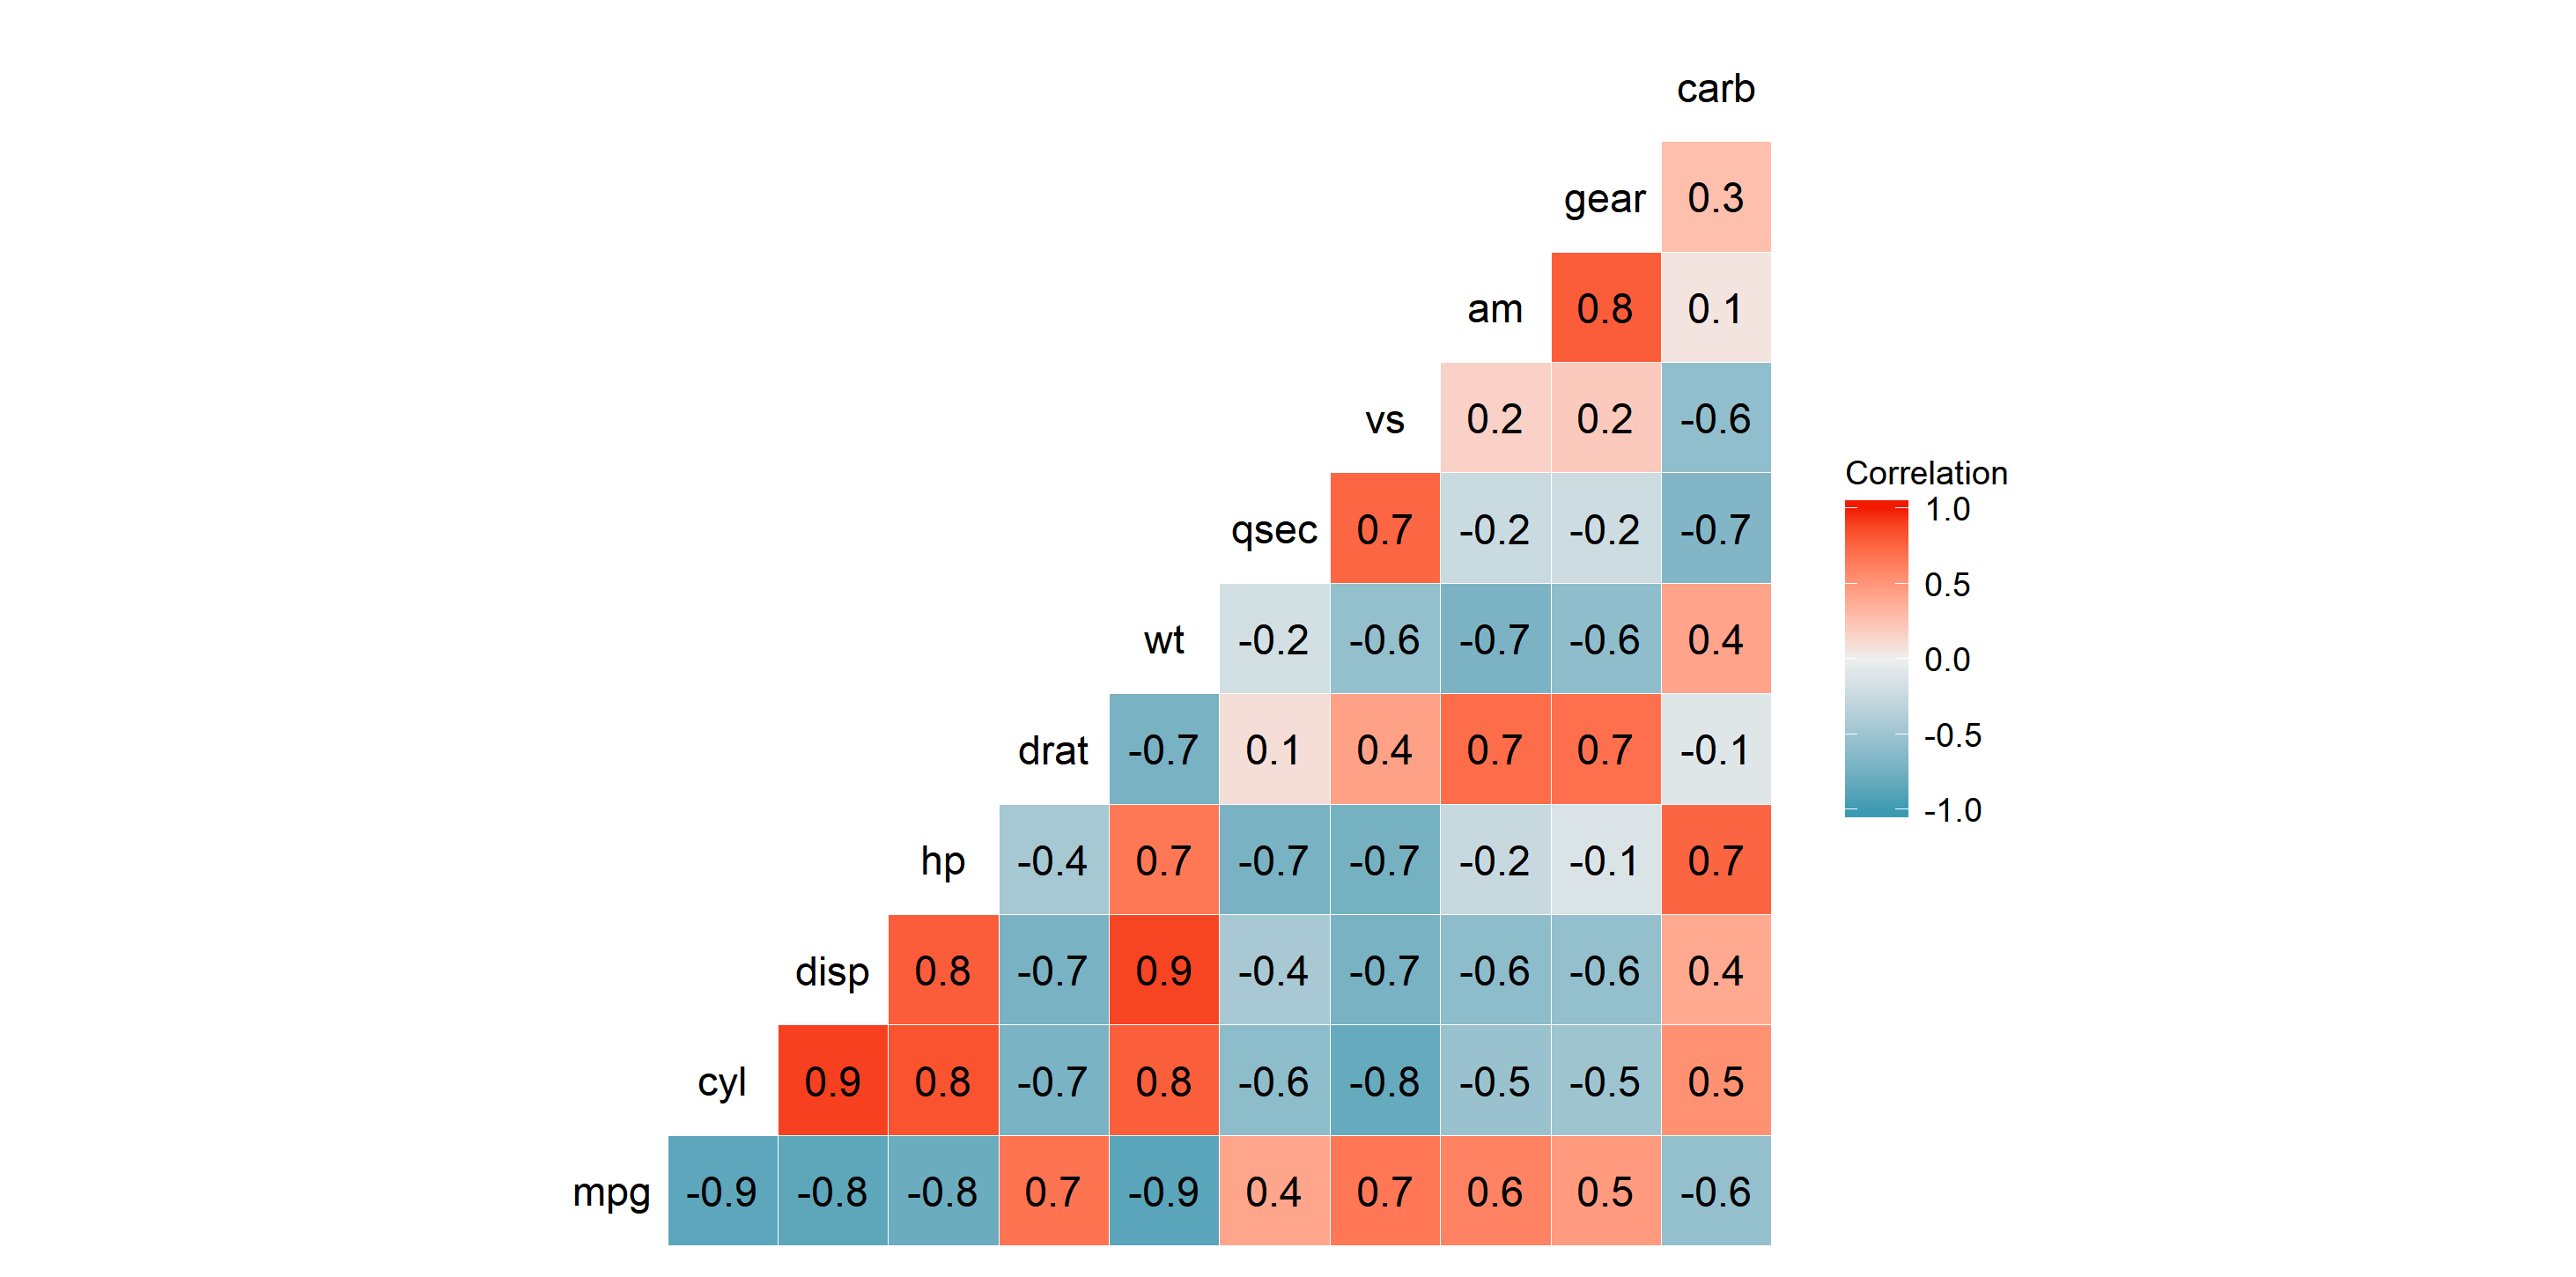 carb
gear 0.3
am 0.8 0.1
vs 0.2 0.2 -0.6
Correlation
1.0
0.5
0.0
-0.5
-1.0
qsec 0.7 -0.2 -0.2 -0.7
wt -0.2 -0.6 -0.7 -0.6 0.4
drat -0.7 0.1 0.4 0.7 0.7 -0.1
hp -0.4 0.7 -0.7 -0.7 -0.2 -0.1 0.7
disp 0.8 -0.7 0.9 -0.4 -0.7 -0.6 -0.6 0.4
cyl 0.9 0.8 -0.7 0.8 -0.6 -0.8 -0.5 -0.5 0.5
mpg -0.9 -0.8 -0.8 0.7 -0.9 0.4 0.7 0.6 0.5 -0.6